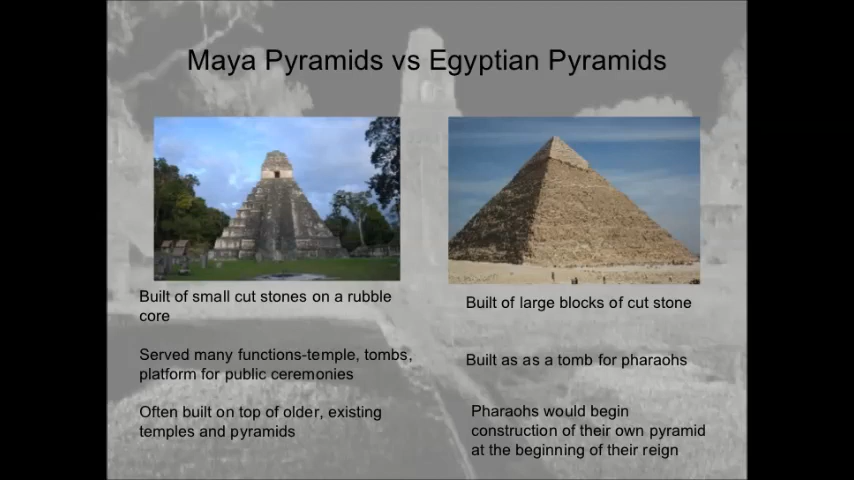 Maya Pyramids vs Egyptian Pyramids
Built of small cut stones on a rubble
core
Served many functions-temple, tombs,
platform for public ceremonies
Often built on top of older, existing
temples and pyramids
Built of large blocks of cut stone
Built as as a tomb for pharaohs
Pharaohs would begin
construction of their own pyramid
at the beginning of their reign